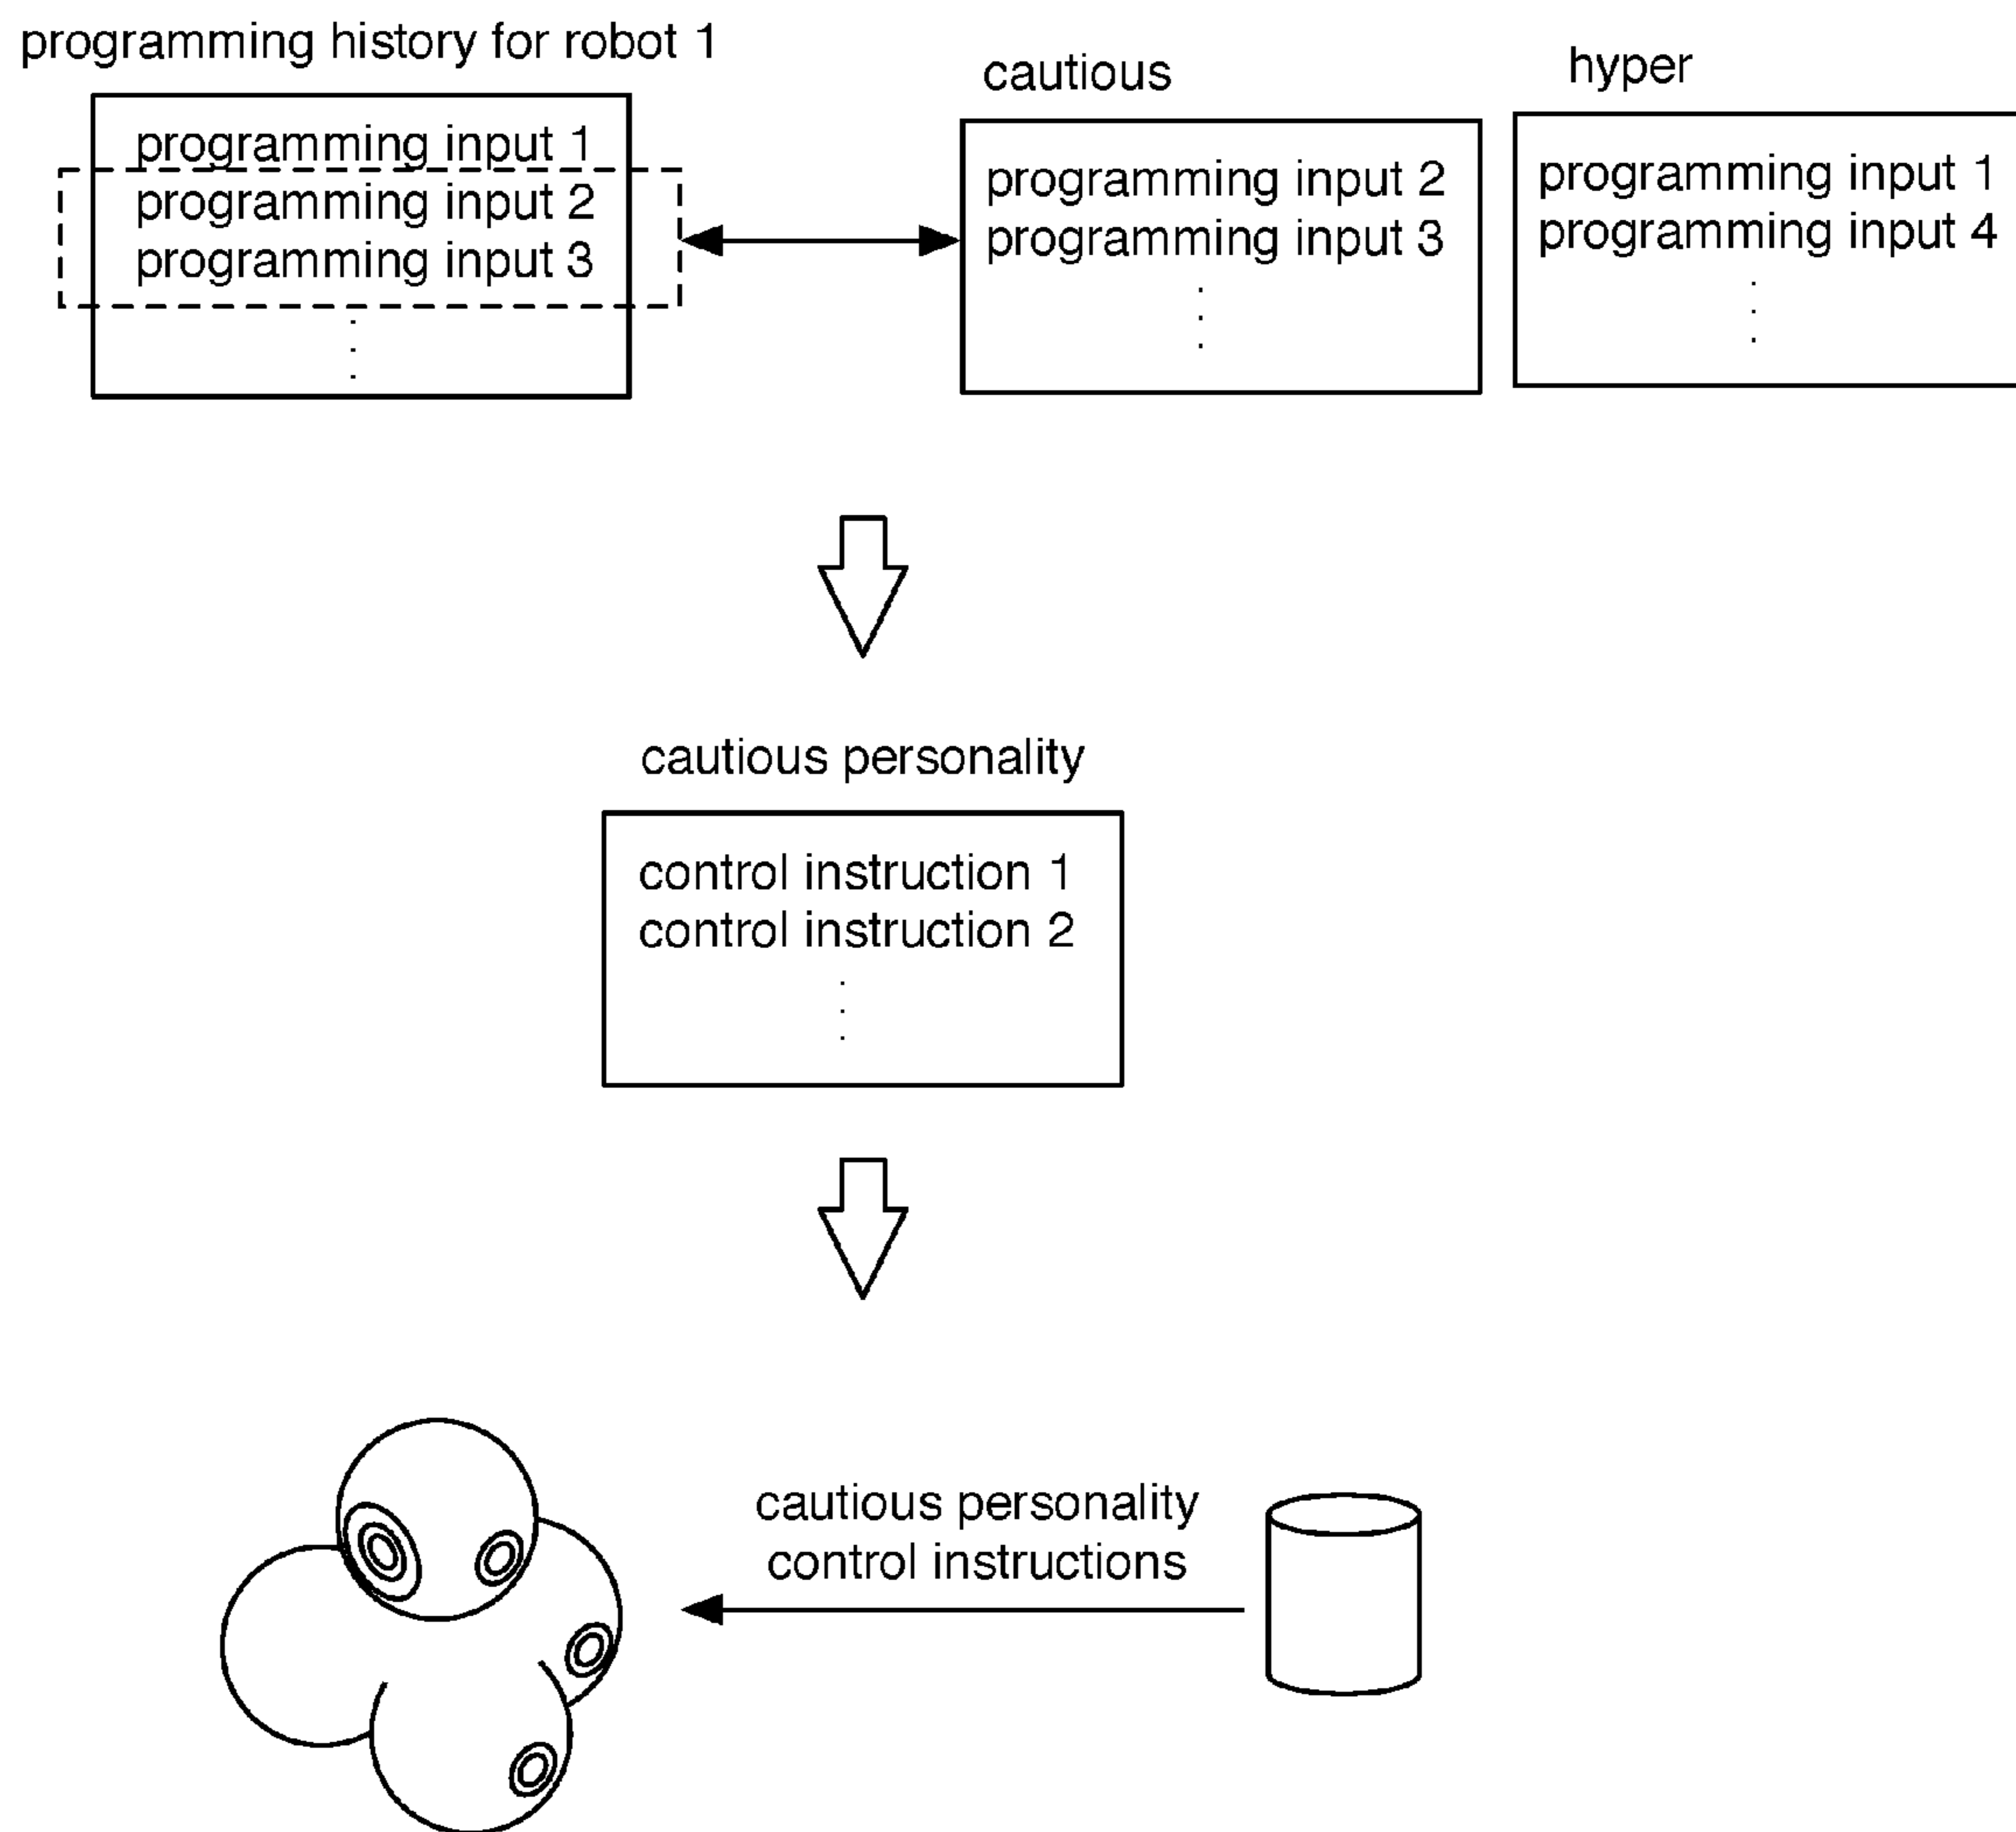 programming history for robot 1
programming input 1
programming input 2
programming input 3
cautious
programming input 2
programming input 3
hyper
programming input 1
programming input 4
cautious personality
control instruction 1
control instruction 2
cautious personality
control instructions